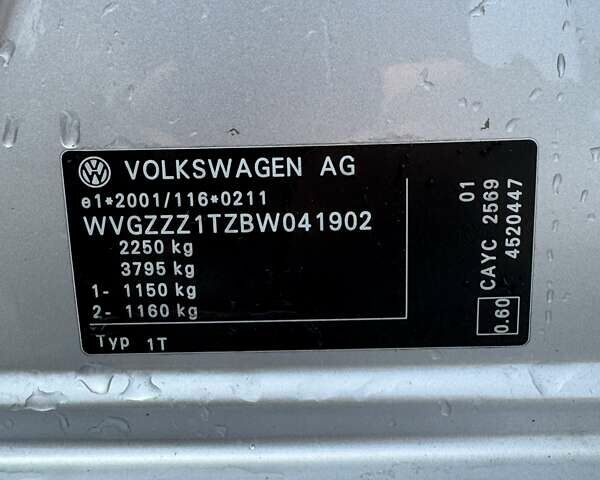 VOLKSWAGEN AG
e1*2001/116*0211
WVGZZZ1TZBW041902
2250 kg
3795 kg
1- 1150 kg
2- 1160 kg
Typ 1T
01
CAYC 2569
4520447
0.60